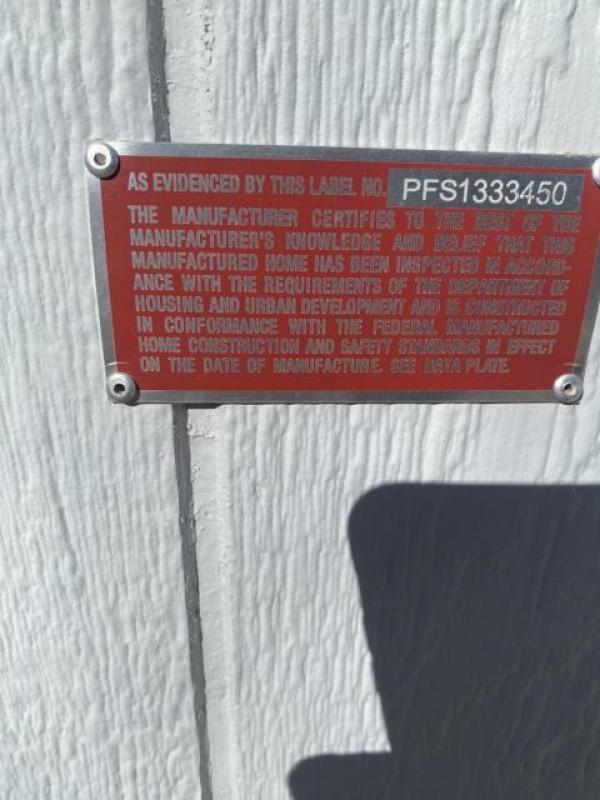 AS EVIDENCED BY THIS LABEL NO. PFS1333450
THE MANUFACTURER CERTIFIES TO THE BEST OF THE
MANUFACTURER'S KNOWLEDGE AND BELIEF THAT THIS
MANUFACTURED HOME HAS BEEN INSPECTED IN ACCORD-
ANCE WITH THE REQUIREMENTS OF THE DEPARTMENT OF
HOUSING AND URBAN DEVELOPMENT AND IS CONSTRUCTED
IN CONFORMANCE WITH THE FEDERAL MANUFACTURED
HOME CONSTRUCTION AND SAFETY STANDARDS IN EFFECT
ON THE DATE OF MANUFACTURE. SEE DATA PLATE.